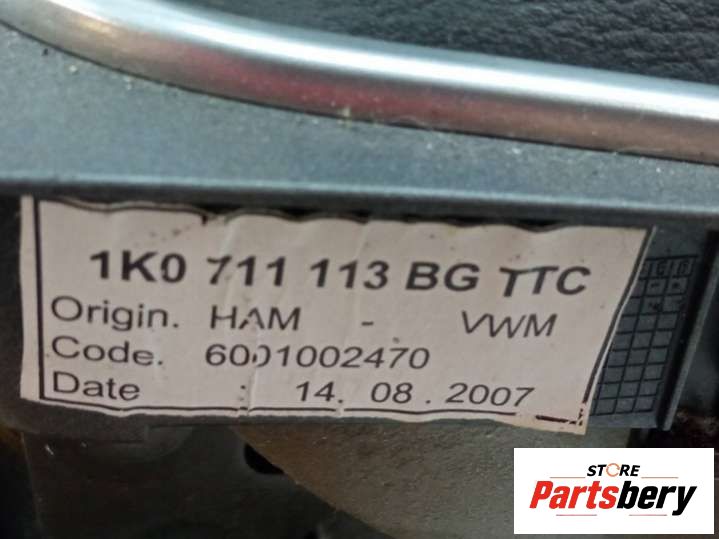 1K0 711 113 BG TTC
Origin. HAM - VWM
Code. 6001002470
Date : 14. 08. 2007
STORE
Partsbery